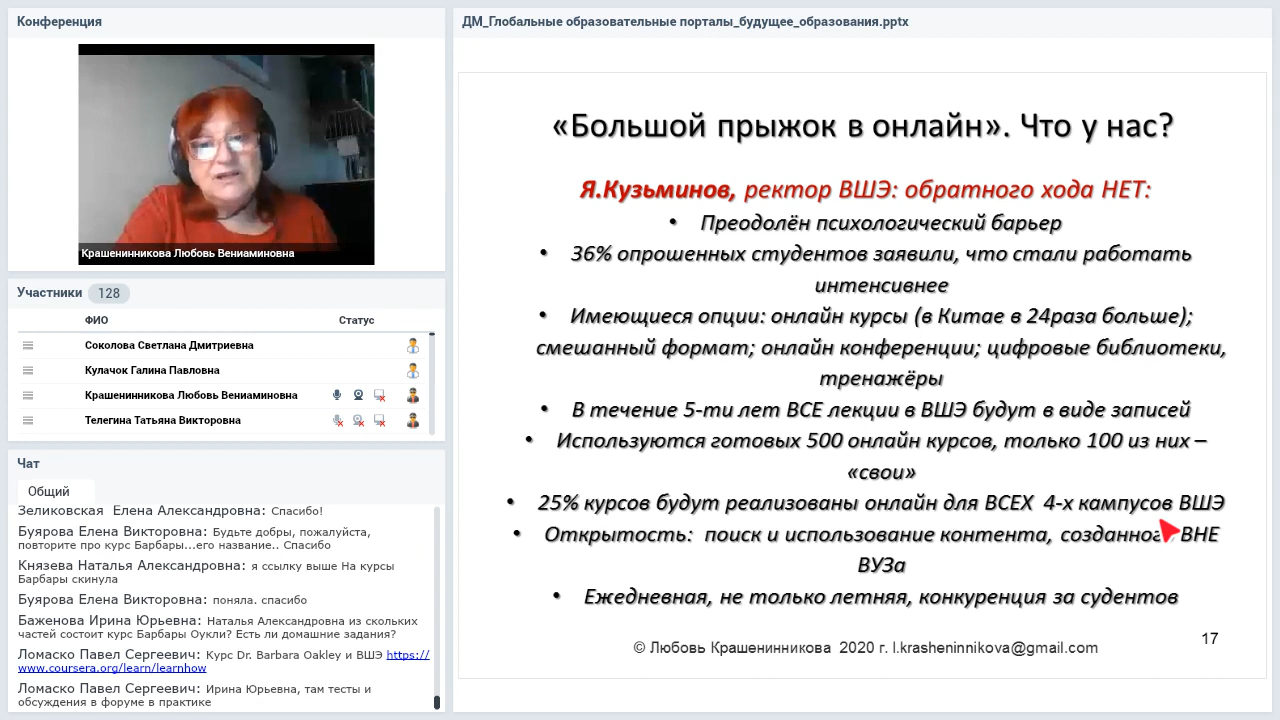 Конференция
Крашенинникова Любовь Вениаминовна
Участники 128
ФИО Статус
Соколова Светлана Дмитриевна
Кулачок Галина Павловна
Крашенинникова Любовь Вениаминовна
Телегина Татьяна Викторовна
Чат
Общий
Зеликовская Елена Александровна: Спасибо!
Буярова Елена Викторовна: Будьте добры, пожалуйста,
повторите про курс Барбары...его название.. Спасибо
Князева Наталья Александровна: я ссылку выше На курсы
Барбары скинула
Буярова Елена Викторовна: поняла. спасибо
Баженова Ирина Юрьевна: Наталья Александровна из скольких
частей состоит курс Барбары Оукли? Есть ли домашние задания?
Ломаско Павел Сергеевич: Курс Dr. Barbara Oakley и ВШЭ https://
www.coursera.org/learn/learnhow
Ломаско Павел Сергеевич: Ирина Юрьевна, там тесты и
обсуждения в форуме в практике
ДМ_Глобальные образовательные порталы_будущее_образования.pptx
«Большой прыжок в онлайн». Что у нас?
Я.Кузьминов, ректор ВШЭ: обратного хода НЕТ:
• Преодолён психологический барьер
• 36% опрошенных студентов заявили, что стали работать
интенсивнее
• Имеющиеся опции: онлайн курсы (в Китае в 24раза больше);
смешанный формат; онлайн конференции; цифровые библиотеки,
тренажёры
• В течение 5-ти лет ВСЕ лекции в ВШЭ будут в виде записей
• Используются готовых 500 онлайн курсов, только 100 из них –
«свои»
• 25% курсов будут реализованы онлайн для ВСЕХ 4-х кампусов ВШЭ
• Открытость: поиск и использование контента, созданного ВНЕ
ВУЗа
• Ежедневная, не только летняя, конкуренция за судентов
© Любовь Крашенинникова 2020 г. l.krasheninnikova@gmail.com
17